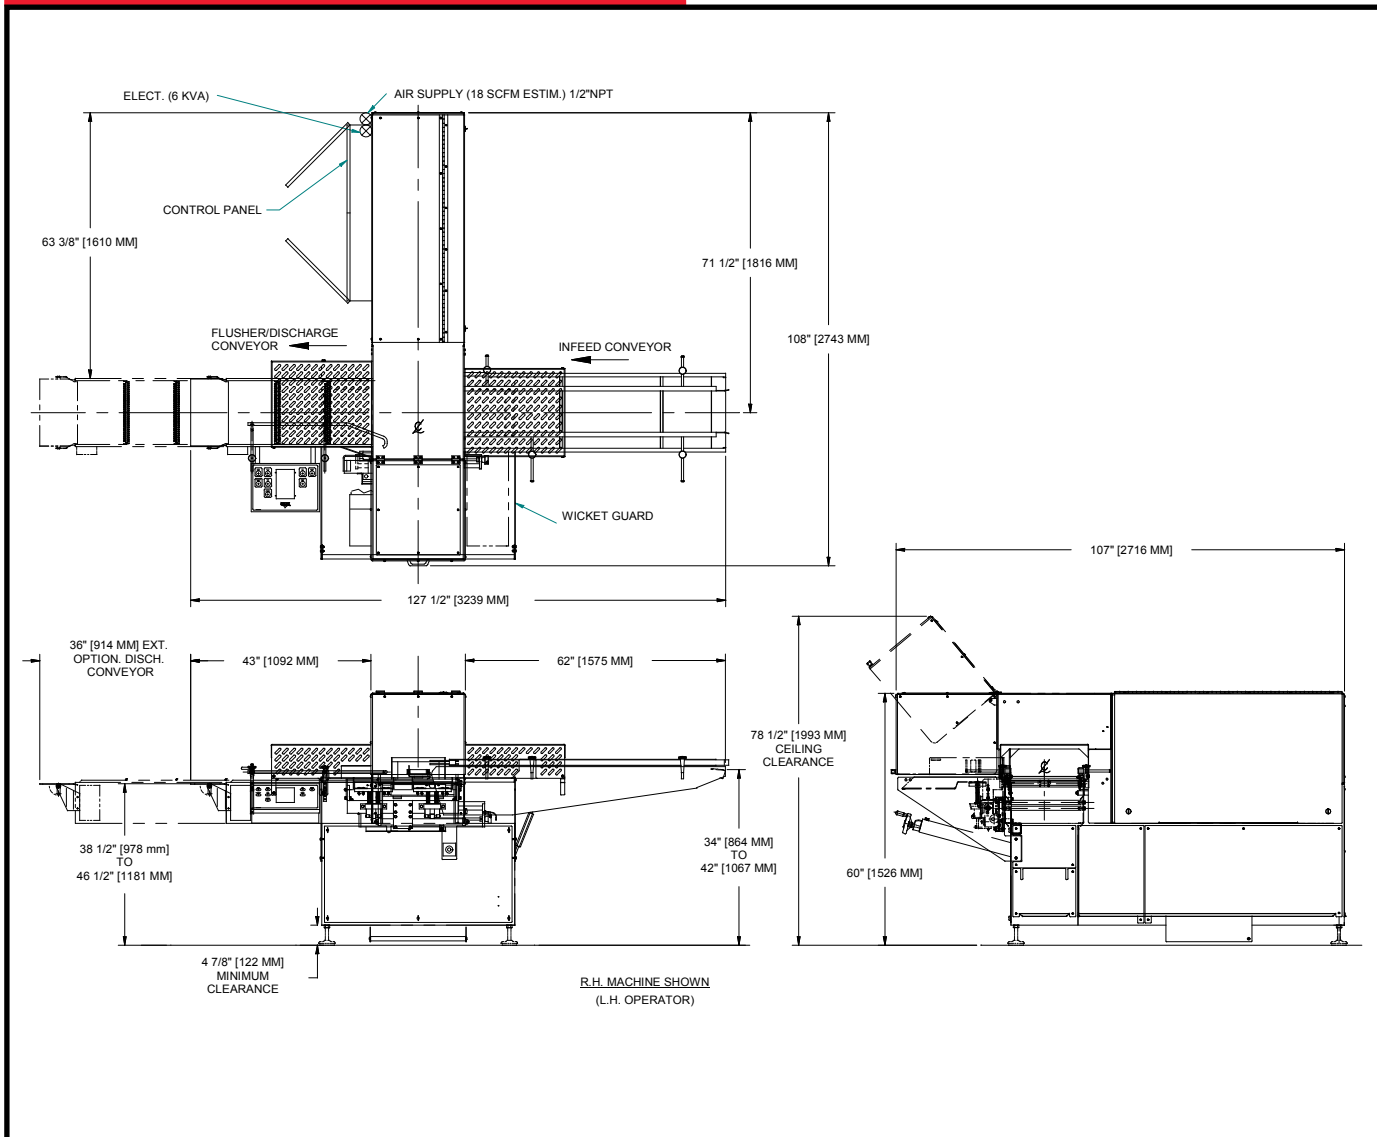 ELECT. (6 KVA)
AIR SUPPLY (18 SCFM ESTIM.) 1/2"NPT
CONTROL PANEL
63 3/8" [1610 MM]
71 1/2" [1816 MM]
108" [2743 MM]
FLUSHER/DISCHARGE
CONVEYOR
INFEED CONVEYOR
WICKET GUARD
127 1/2" [3239 MM]
107" [2716 MM]
36" [914 MM] EXT.
OPTION. DISCH.
CONVEYOR
43" [1092 MM]
62" [1575 MM]
78 1/2" [1993 MM]
CEILING
CLEARANCE
38 1/2" [978 mm]
TO
46 1/2" [1181 MM]
34" [864 MM]
TO
42" [1067 MM]
60" [1526 MM]
4 7/8" [122 MM]
MINIMUM
CLEARANCE
R.H. MACHINE SHOWN
(L.H. OPERATOR)